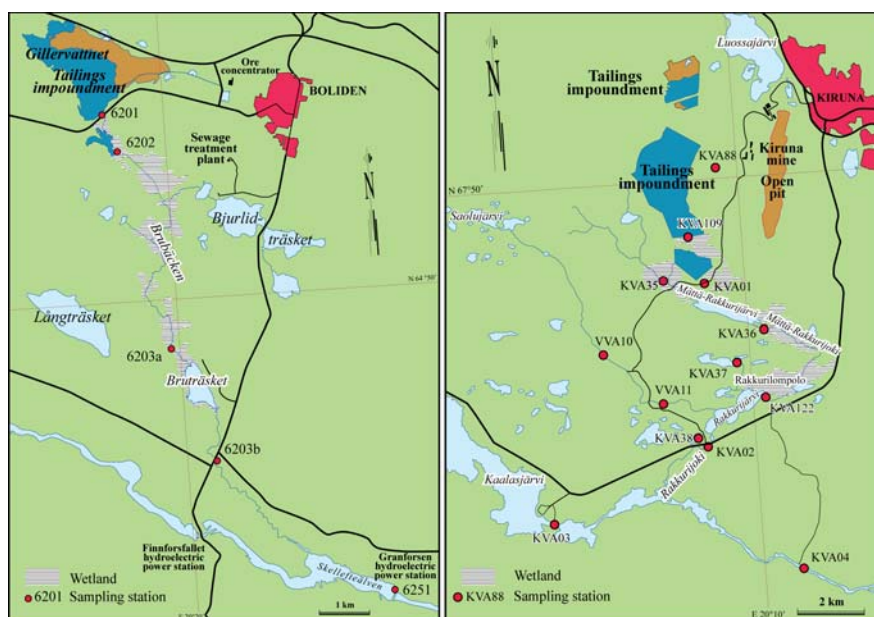 Gillervattnet
Tailings
impoundment
Ore
concentrator
BOLIDEN
6201
6202
Sewage
treatment
plant
N
Bjurlid-
träsket
Brubäcken
N 64°50'
Långträsket
6203a
Bruträsket
6203b
Finnforsfallet
hydroelectric
power station
Granforsen
hydroelectric
power station
Skellefteälven
6251
Wetland
6201 Sampling station
1 km
Luossajärvi
Tailings
impoundment
KIRUNA
N
KVA88
Kiruna
mine
N 67°50'
Tailings
impoundment
Open
pit
Saolujärvi
KVA109
KVA35
KVA01
Mättä-Rakkurijärvi
Mättä-Rakkurijoki
KVA36
VVA10
KVA37
Rakkurilompolo
VVA11
Rakkurijärvi
KVA122
KVA38
KVA02
Rakkurijoki
Kaalasjärvi
KVA03
KVA04
Wetland
KVA88 Sampling station
E 20°10'
2 km